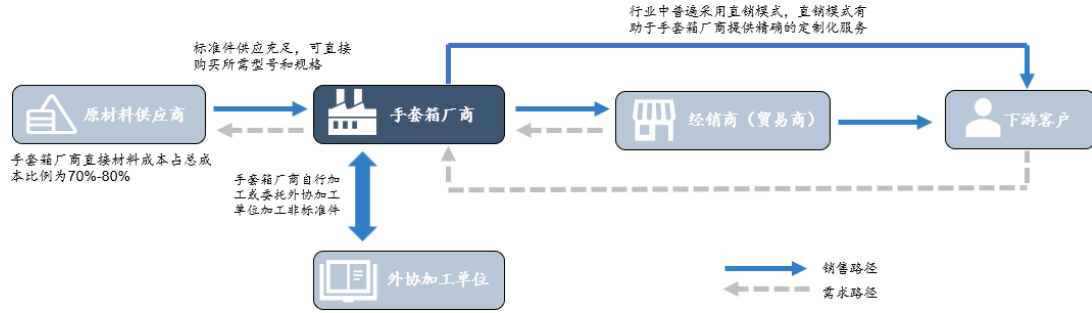 行业中普遍采用直销模式，直销模式有
助于手套箱厂商提供精确的定制化服务
标准件供应充足，可直接
购买所需型号和规格
原材料供应商
手套箱厂商
经销商（贸易商）
下游客户
手套箱厂商直接材料成本占总成
本比例为70%-80%
手套箱厂商自行加
工或委托外协加工
单位加工非标准件
外协加工单位
销售路径
需求路径